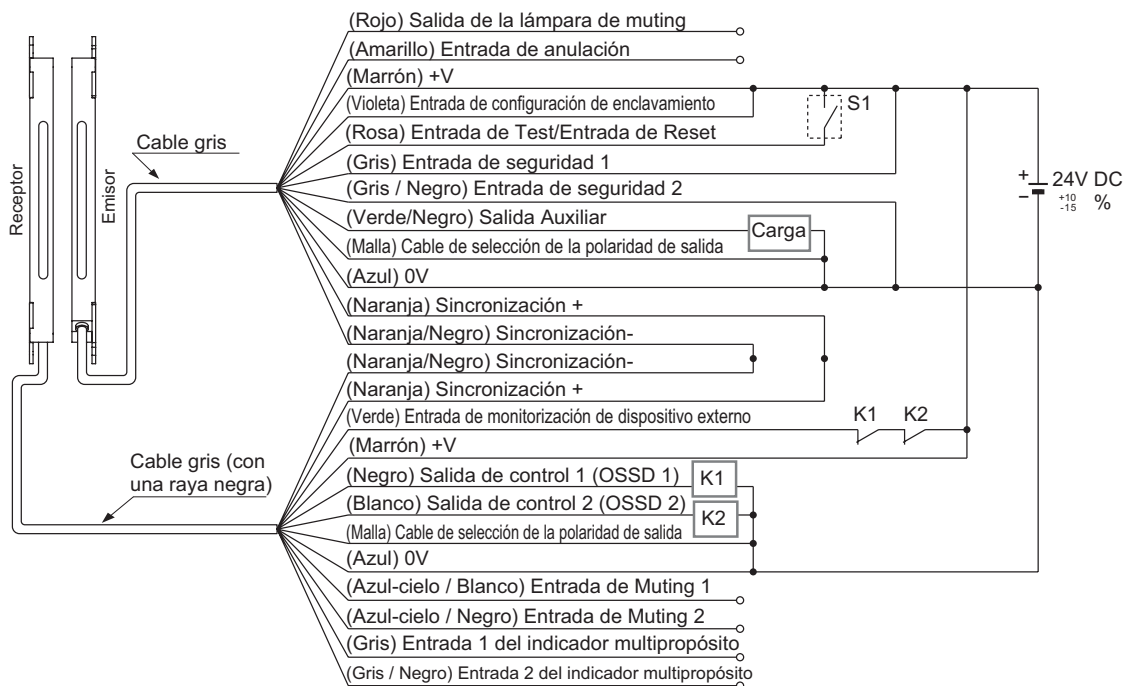 (Rojo) Salida de la lámpara de muting
(Amarillo) Entrada de anulación
(Marrón) +V
(Violeta) Entrada de configuración de enclavamiento
S1
(Rosa) Entrada de Test/Entrada de Reset
Cable gris
(Gris) Entrada de seguridad 1
(Gris / Negro) Entrada de seguridad 2
Receptor
Emisor
+
−
24V DC
+10
-15 %
(Verde/Negro) Salida Auxiliar
Carga
(Malla) Cable de selección de la polaridad de salida
(Azul) 0V
(Naranja) Sincronización +
(Naranja/Negro) Sincronización-
(Naranja/Negro) Sincronización-
(Naranja) Sincronización +
(Verde) Entrada de monitorización de dispositivo externo
K1 K2
(Marrón) +V
Cable gris (con
una raya negra)
(Negro) Salida de control 1 (OSSD 1)
K1
(Blanco) Salida de control 2 (OSSD 2)
K2
(Malla) Cable de selección de la polaridad de salida
(Azul) 0V
(Azul-cielo / Blanco) Entrada de Muting 1
(Azul-cielo / Negro) Entrada de Muting 2
(Gris) Entrada 1 del indicador multipropósito
(Gris / Negro) Entrada 2 del indicador multipropósito